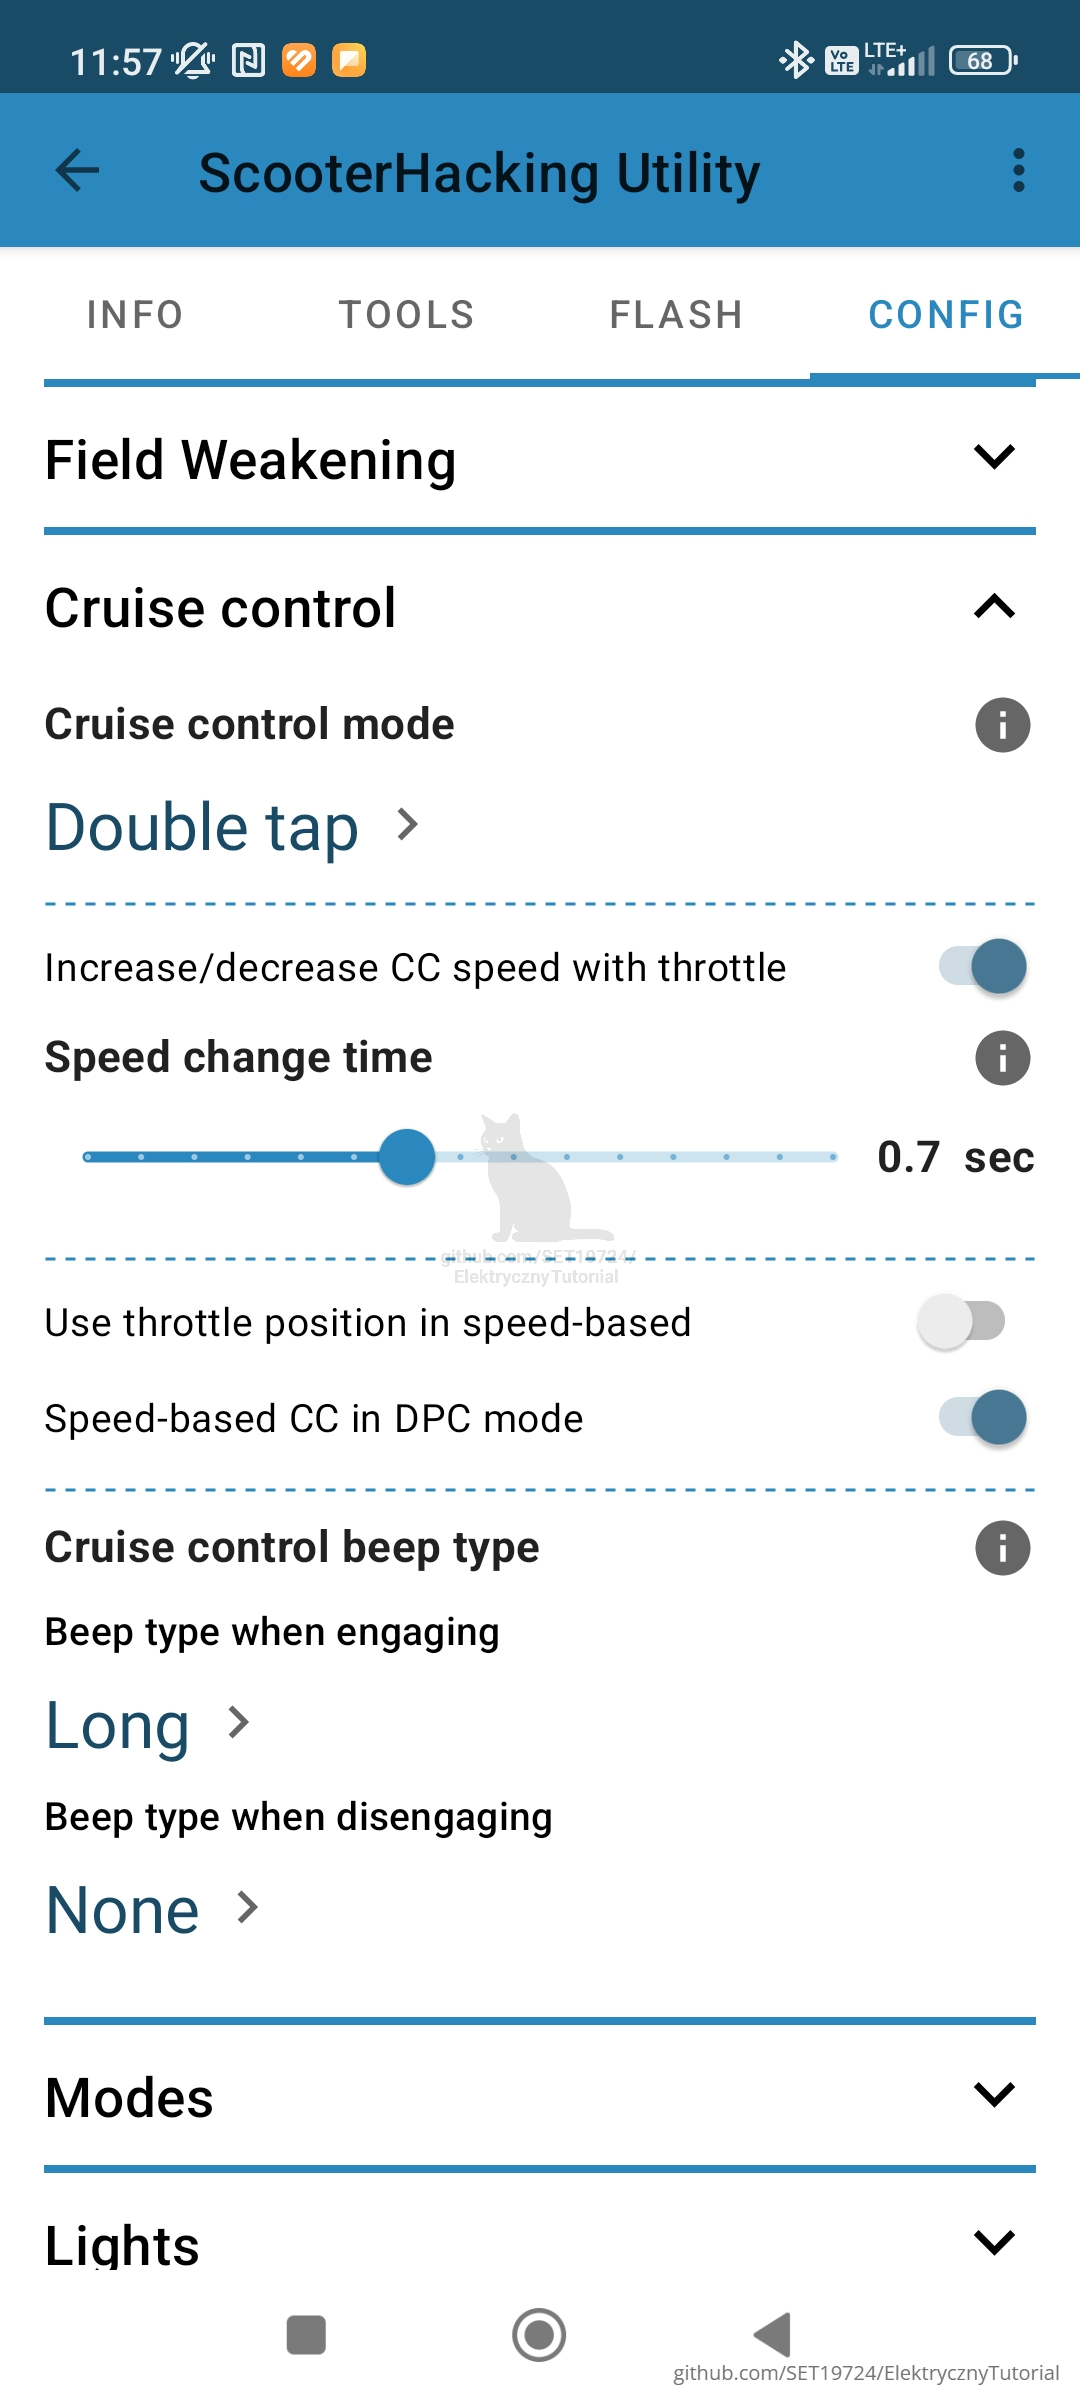 11:57
Vo LTE
LTE+
68
ScooterHacking Utility
INFO
TOOLS
FLASH
CONFIG
Field Weakening
Cruise control
Cruise control mode
Double tap
Increase/decrease CC speed with throttle
Speed change time
0.7 sec
github.com/SET19724/
ElektrycznyTutorial
Use throttle position in speed-based
Speed-based CC in DPC mode
Cruise control beep type
Beep type when engaging
Long
Beep type when disengaging
None
Modes
Lights
github.com/SET19724/ElektrycznyTutorial